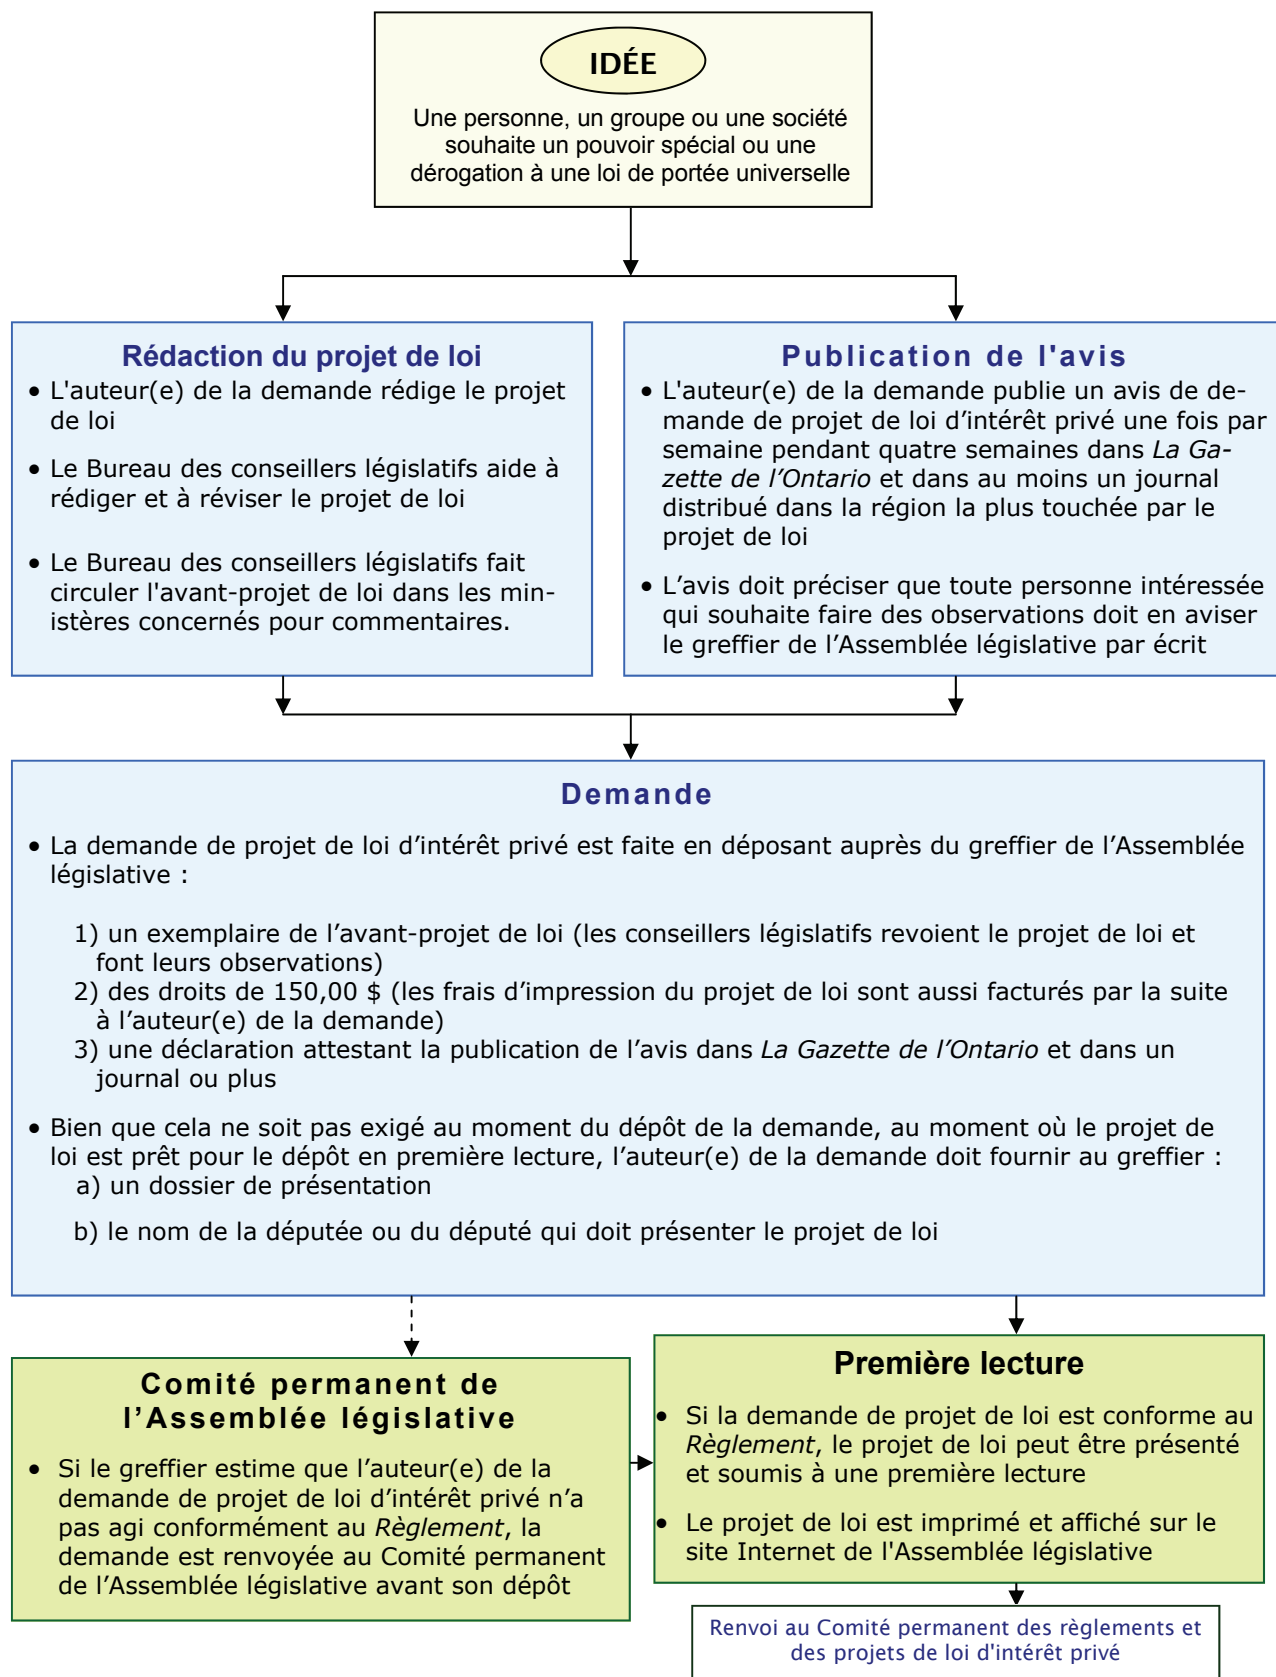 IDÉE
Une personne, un groupe ou une société
souhaite un pouvoir spécial ou une
dérogation à une loi de portée universelle
Rédaction du projet de loi
• L'auteur(e) de la demande rédige le projet
de loi
• Le Bureau des conseillers législatifs aide à
rédiger et à réviser le projet de loi
• Le Bureau des conseillers législatifs fait
circuler l'avant-projet de loi dans les min-
istères concernés pour commentaires.
Publication de l'avis
• L'auteur(e) de la demande publie un avis de de-
mande de projet de loi d’intérêt privé une fois par
semaine pendant quatre semaines dans La Ga-
zette de l’Ontario et dans au moins un journal
distribué dans la région la plus touchée par le
projet de loi
• L’avis doit préciser que toute personne intéressée
qui souhaite faire des observations doit en aviser
le greffier de l’Assemblée législative par écrit
Demande
• La demande de projet de loi d’intérêt privé est faite en déposant auprès du greffier de l’Assemblée
législative :
1) un exemplaire de l’avant-projet de loi (les conseillers législatifs revoient le projet de loi et
font leurs observations)
2) des droits de 150,00 $ (les frais d’impression du projet de loi sont aussi facturés par la suite
à l’auteur(e) de la demande)
3) une déclaration attestant la publication de l’avis dans La Gazette de l’Ontario et dans un
journal ou plus
• Bien que cela ne soit pas exigé au moment du dépôt de la demande, au moment où le projet de
loi est prêt pour le dépôt en première lecture, l’auteur(e) de la demande doit fournir au greffier :
a) un dossier de présentation
b) le nom de la députée ou du député qui doit présenter le projet de loi
Comité permanent de
l’Assemblée législative
• Si le greffier estime que l’auteur(e) de la
demande de projet de loi d’intérêt privé n’a
pas agi conformément au Règlement, la
demande est renvoyée au Comité permanent
de l’Assemblée législative avant son dépôt
Première lecture
• Si la demande de projet de loi est conforme au
Règlement, le projet de loi peut être présenté
et soumis à une première lecture
• Le projet de loi est imprimé et affiché sur le
site Internet de l'Assemblée législative
Renvoi au Comité permanent des règlements et
des projets de loi d'intérêt privé